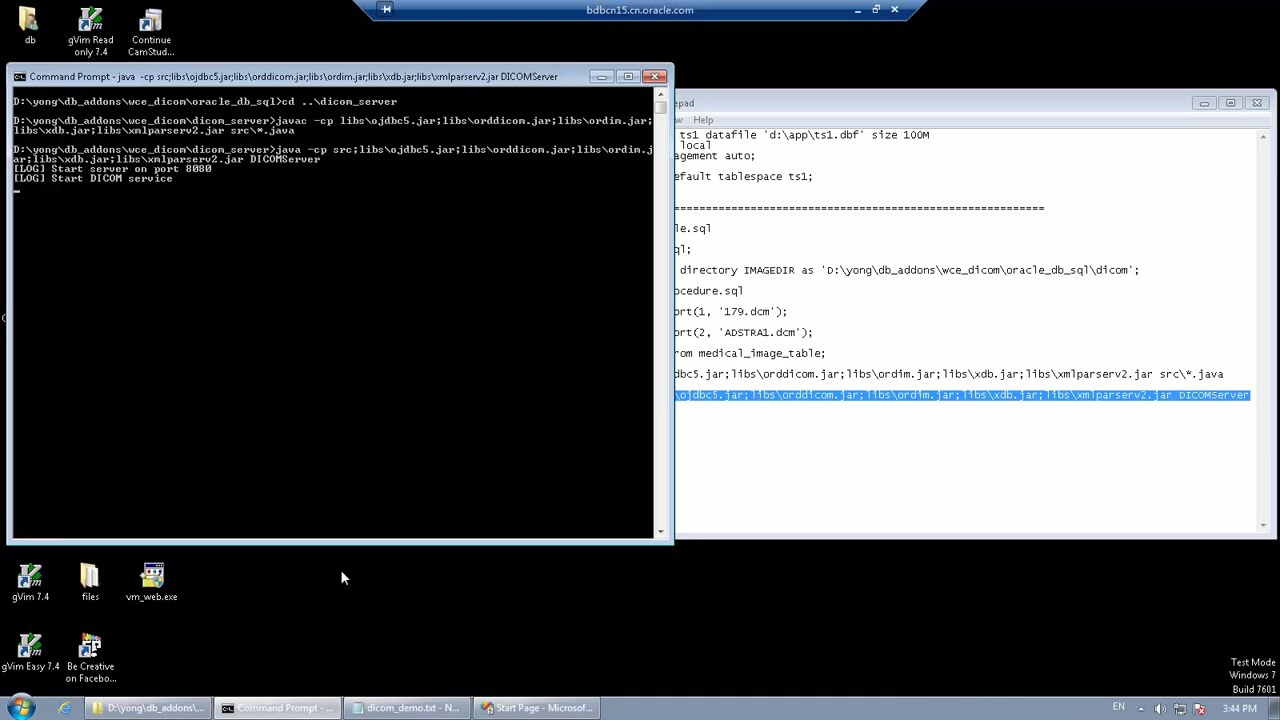 bdbcn15.cn.oracle.com
db
gVim Read
only 7.4
Continue
CamStud...
Command Prompt - java -cp src;libs\ojdbc5.jar;libs\orddicom.jar;libs\ordim.jar;libs\xdb.jar;libs\xmlparserv2.jar DICOMServer
D:\yong\db_addons\wce_dicom\oracle_db_sql>cd ..\dicom_server
D:\yong\db_addons\wce_dicom\dicom_server>javac -cp libs\ojdbc5.jar;libs\orddicom.jar;libs\ordim.jar;
libs\xdb.jar;libs\xmlparserv2.jar src\*.java
D:\yong\db_addons\wce_dicom\dicom_server>java -cp src;libs\ojdbc5.jar;libs\orddicom.jar;libs\ordim.j
ar;libs\xdb.jar;libs\xmlparserv2.jar DICOMServer
[LOG] Start server on port 8080
[LOG] Start DICOM service
epad
w Help
ts1 datafile 'd:\app\ts1.dbf' size 100M
local
agement auto;
efault tablespace ts1;
==========================================================
le.sql
ql;
directory IMAGEDIR as 'D:\yong\db_addons\wce_dicom\oracle_db_sql\dicom';
ocedure.sql
ort(1, '179.dcm');
ort(2, 'ADSTRA1.dcm');
rom medical_image_table;
dbc5.jar;libs\orddicom.jar;libs\ordim.jar;libs\xdb.jar;libs\xmlparserv2.jar src\*.java
\ojdbc5.jar;libs\orddicom.jar;libs\ordim.jar;libs\xdb.jar;libs\xmlparserv2.jar DICOMServer
gVim 7.4
files
vm_web.exe
gVim Easy 7.4
Be Creative
on Facebo...
Test Mode
Windows 7
Build 7601
D:\yong\db_addons\...
Command Prompt - ...
dicom_demo.txt - N...
Start Page - Microsof...
EN
3:44 PM